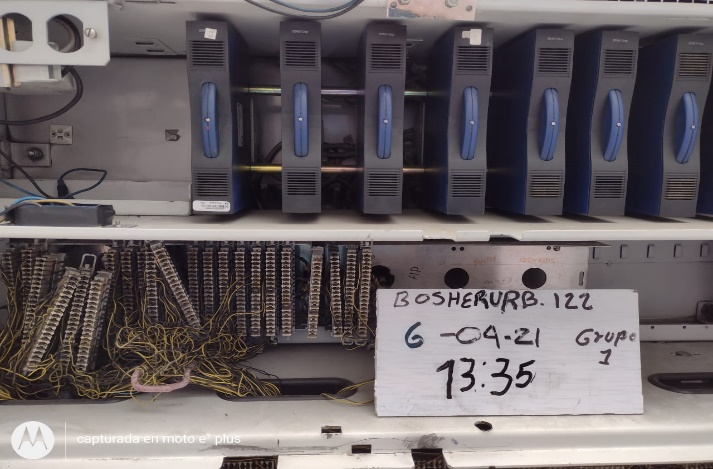 BOSHERURB. 122
6 -04-21 Grupo
1
13:35
capturada en moto e⁵ plus